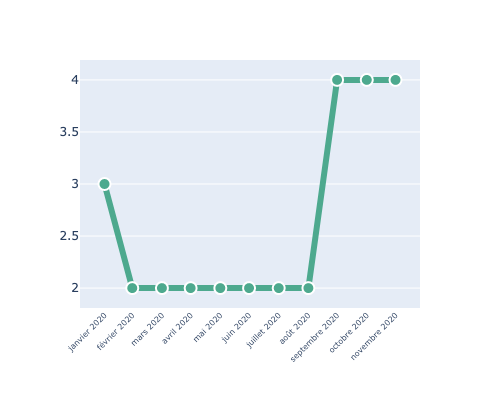 4
3.5
3
2.5
2
janvier 2020
février 2020
mars 2020
avril 2020
mai 2020
juin 2020
juillet 2020
août 2020
septembre 2020
octobre 2020
novembre 2020